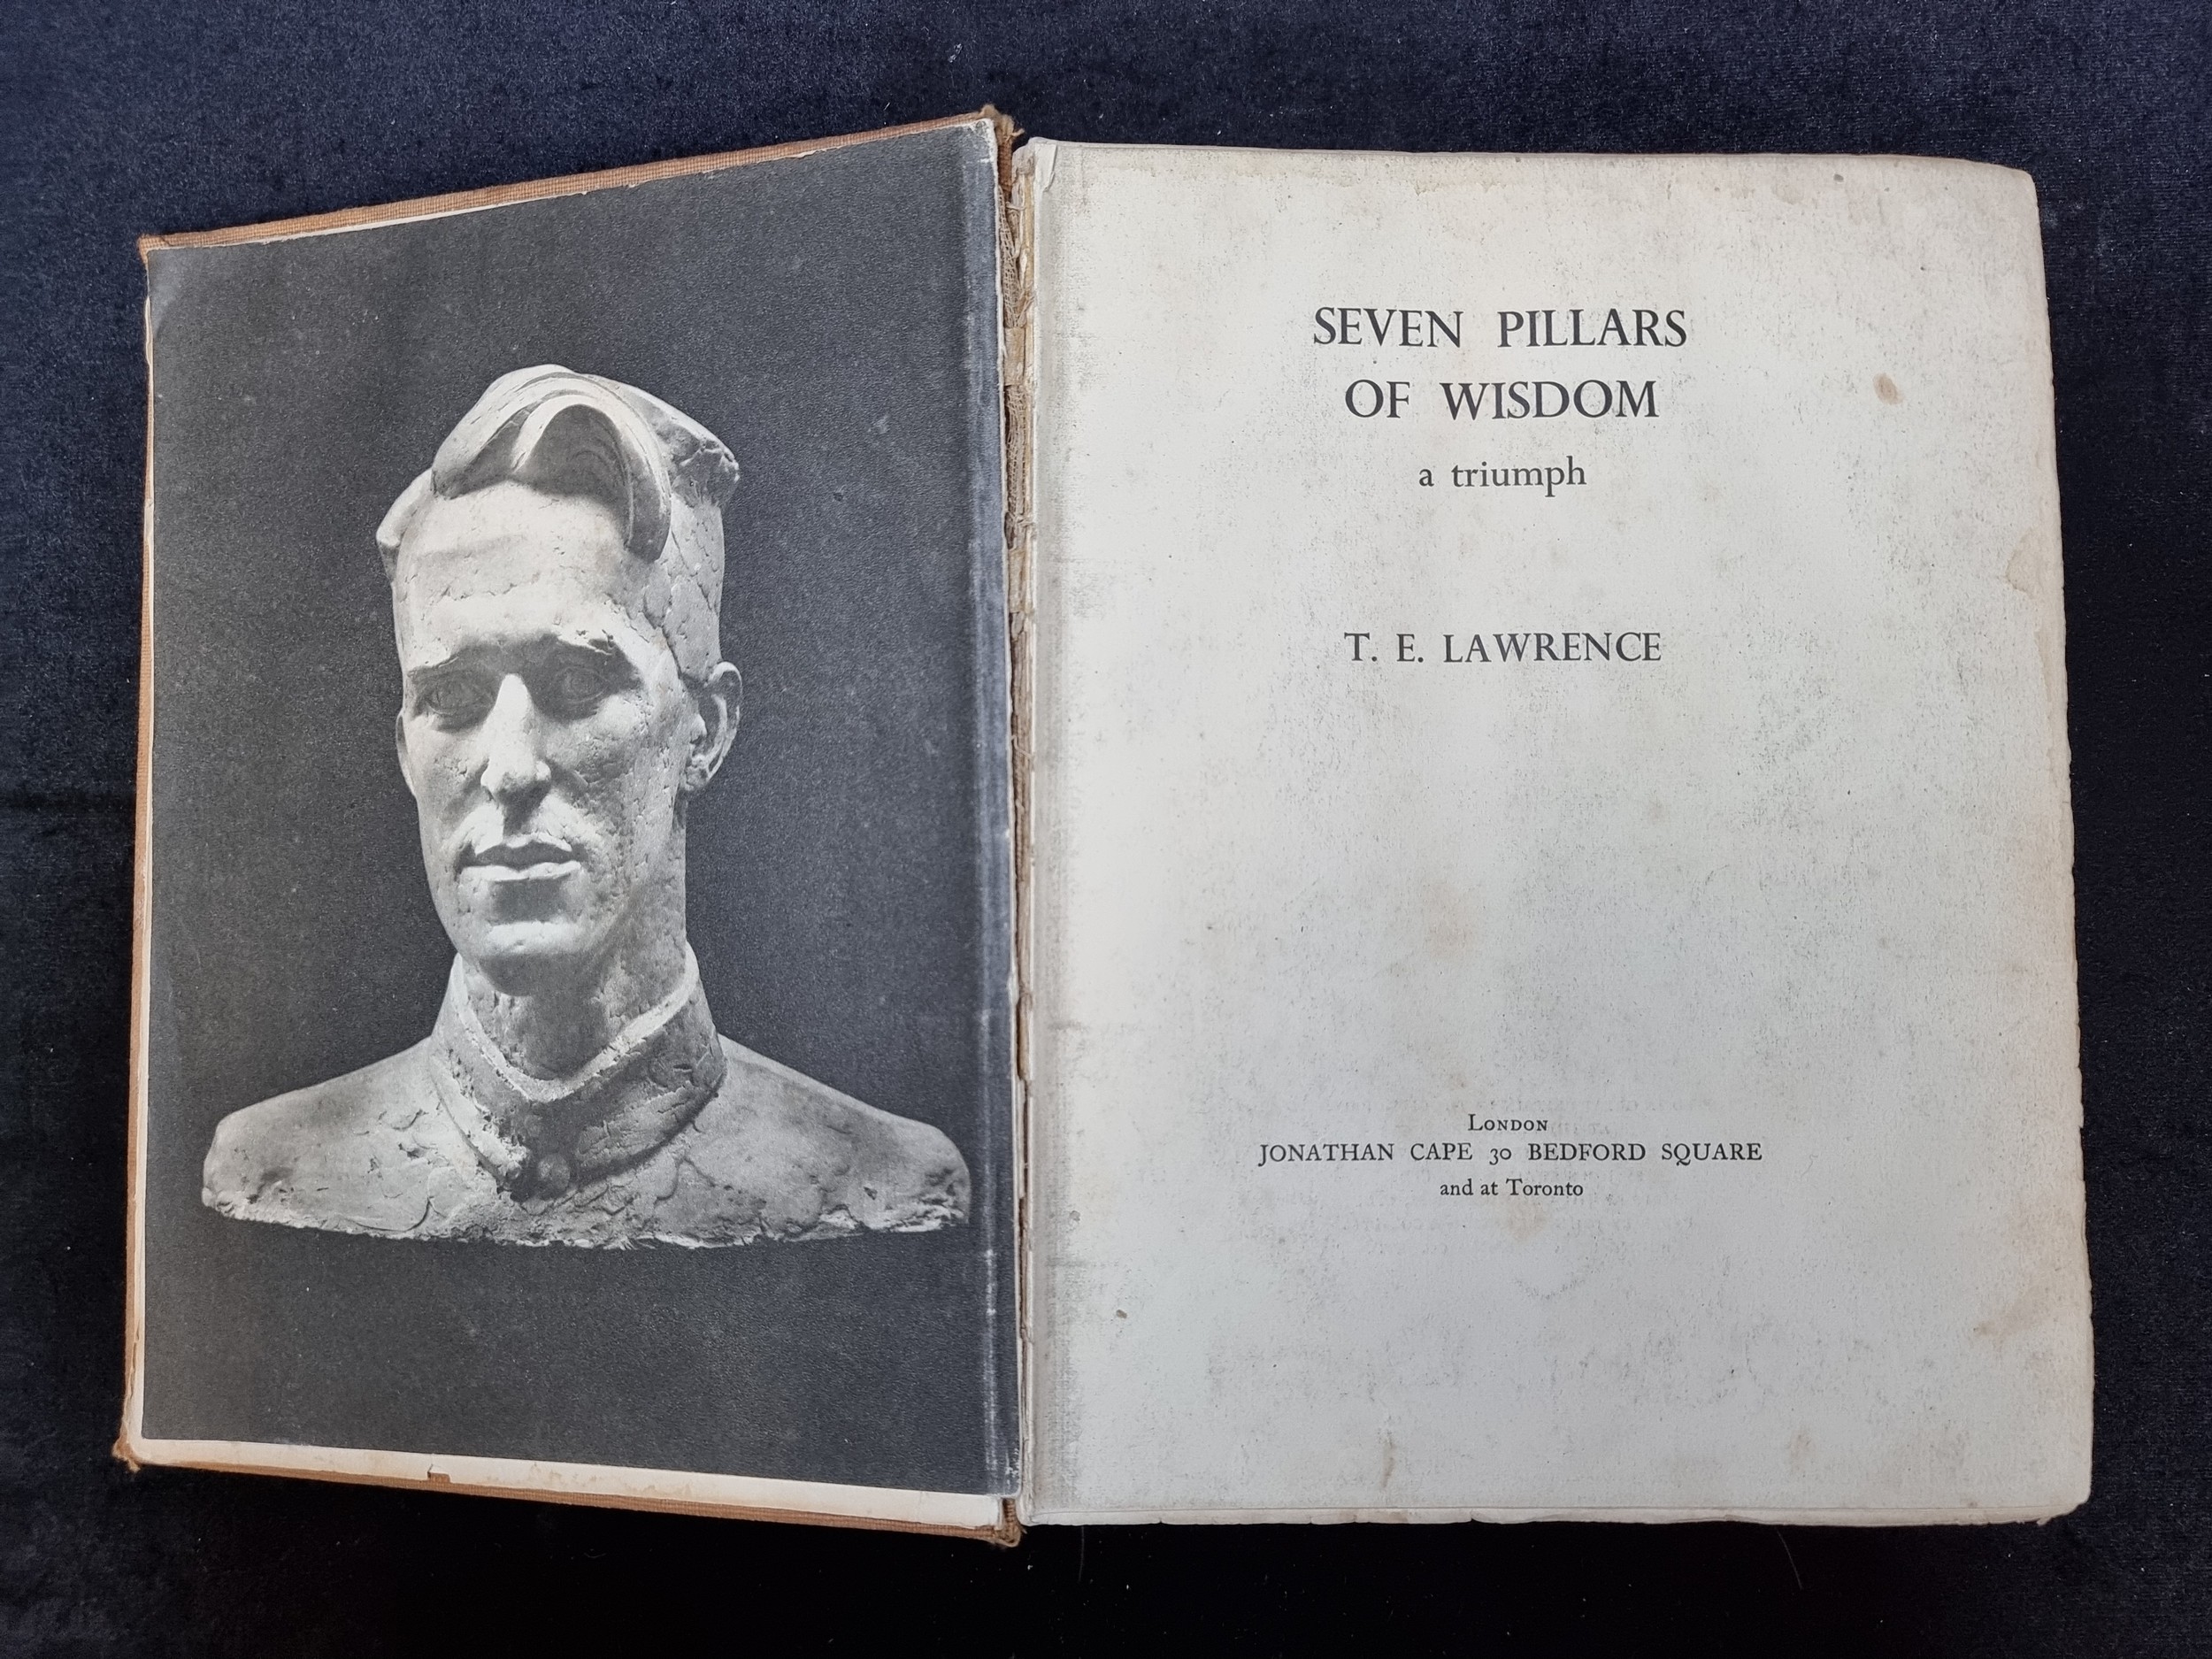 SEVEN PILLARS
OF WISDOM
a triumph
T. E. LAWRENCE
LONDON
JONATHAN CAPE 30 BEDFORD SQUARE
and at Toronto